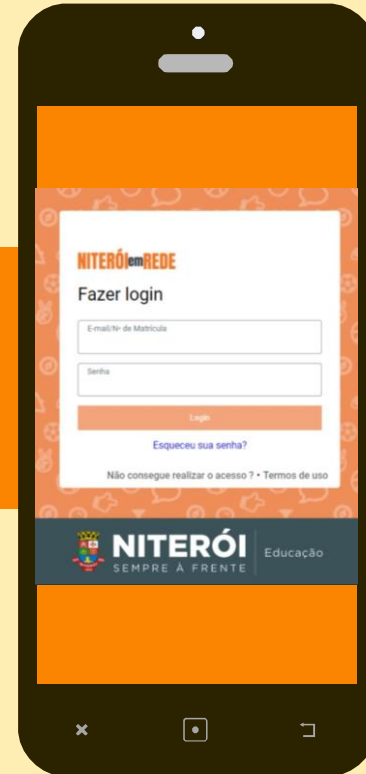 NITERÓIemREDE
Fazer login
E-mail/Nº de Matrícula
Senha
Login
Esqueceu sua senha?
Não consegue realizar o acesso ? • Termos de uso
NITERÓI
SEMPRE À FRENTE
Educação